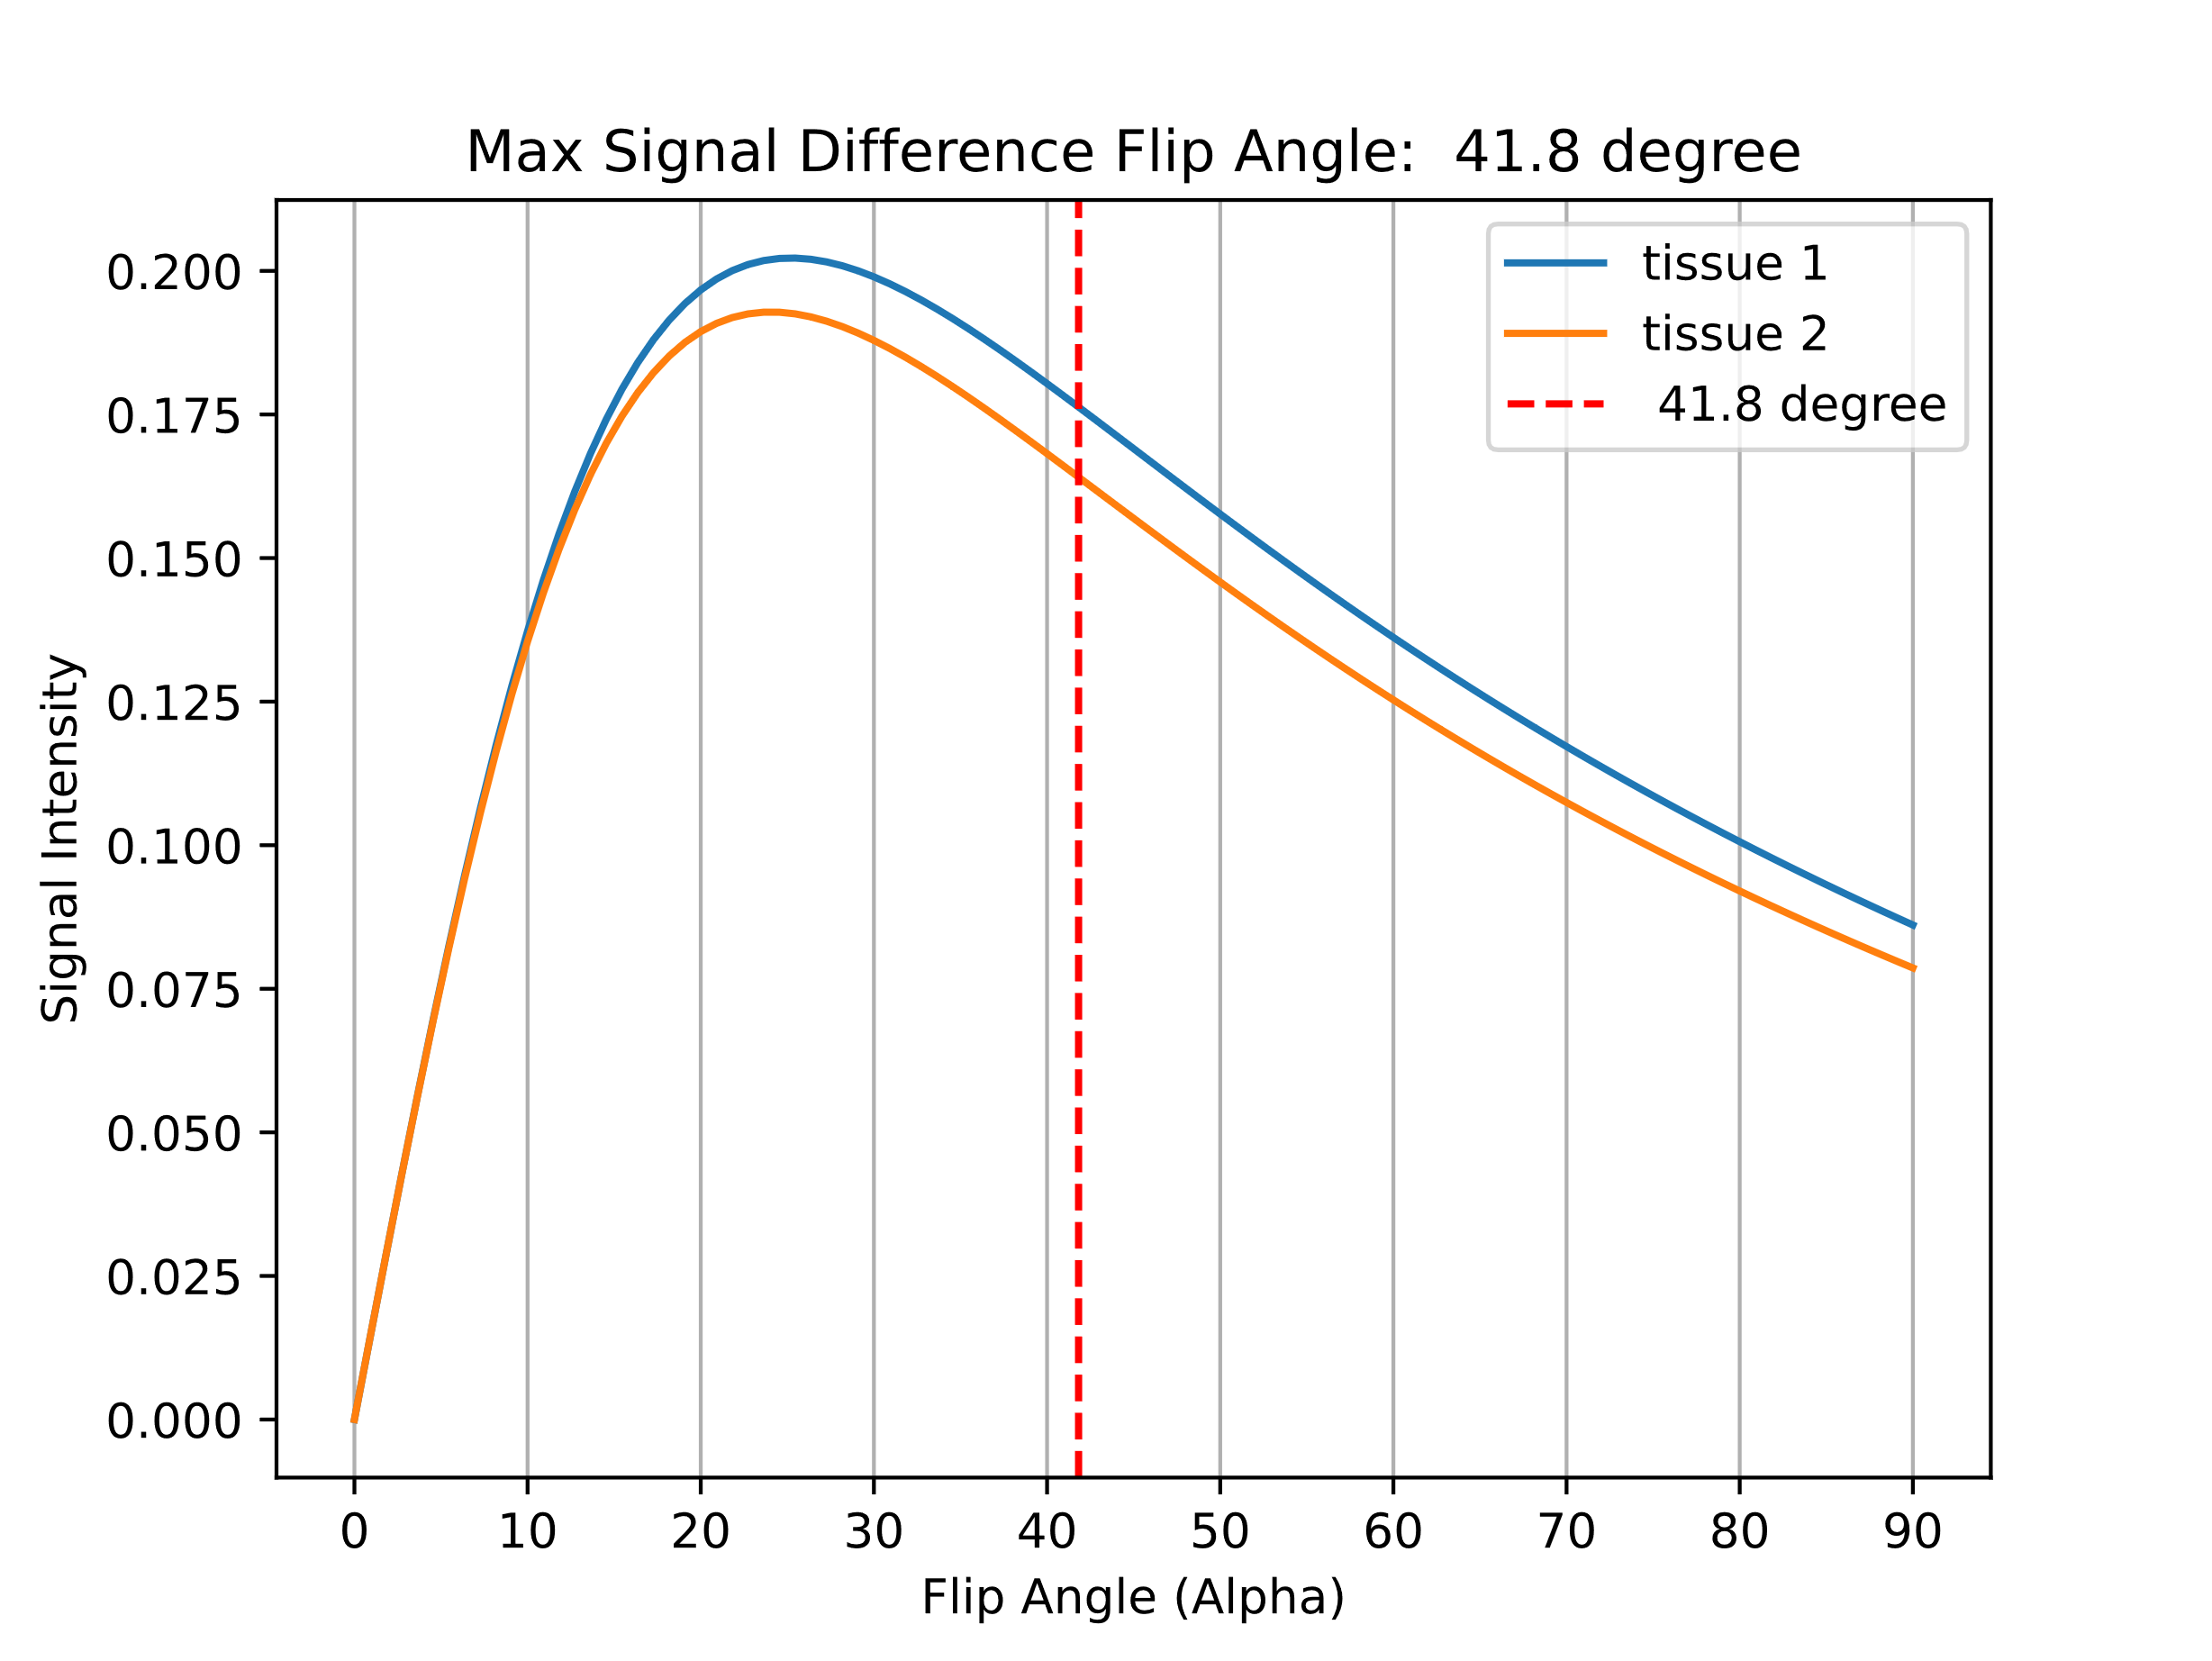 Max Signal Difference Flip Angle:  41.8 degree
tissue 1
tissue 2
41.8 degree
Signal Intensity
0.200
0.175
0.150
0.125
0.100
0.075
0.050
0.025
0.000
0 10 20 30 40 50 60 70 80 90
Flip Angle (Alpha)